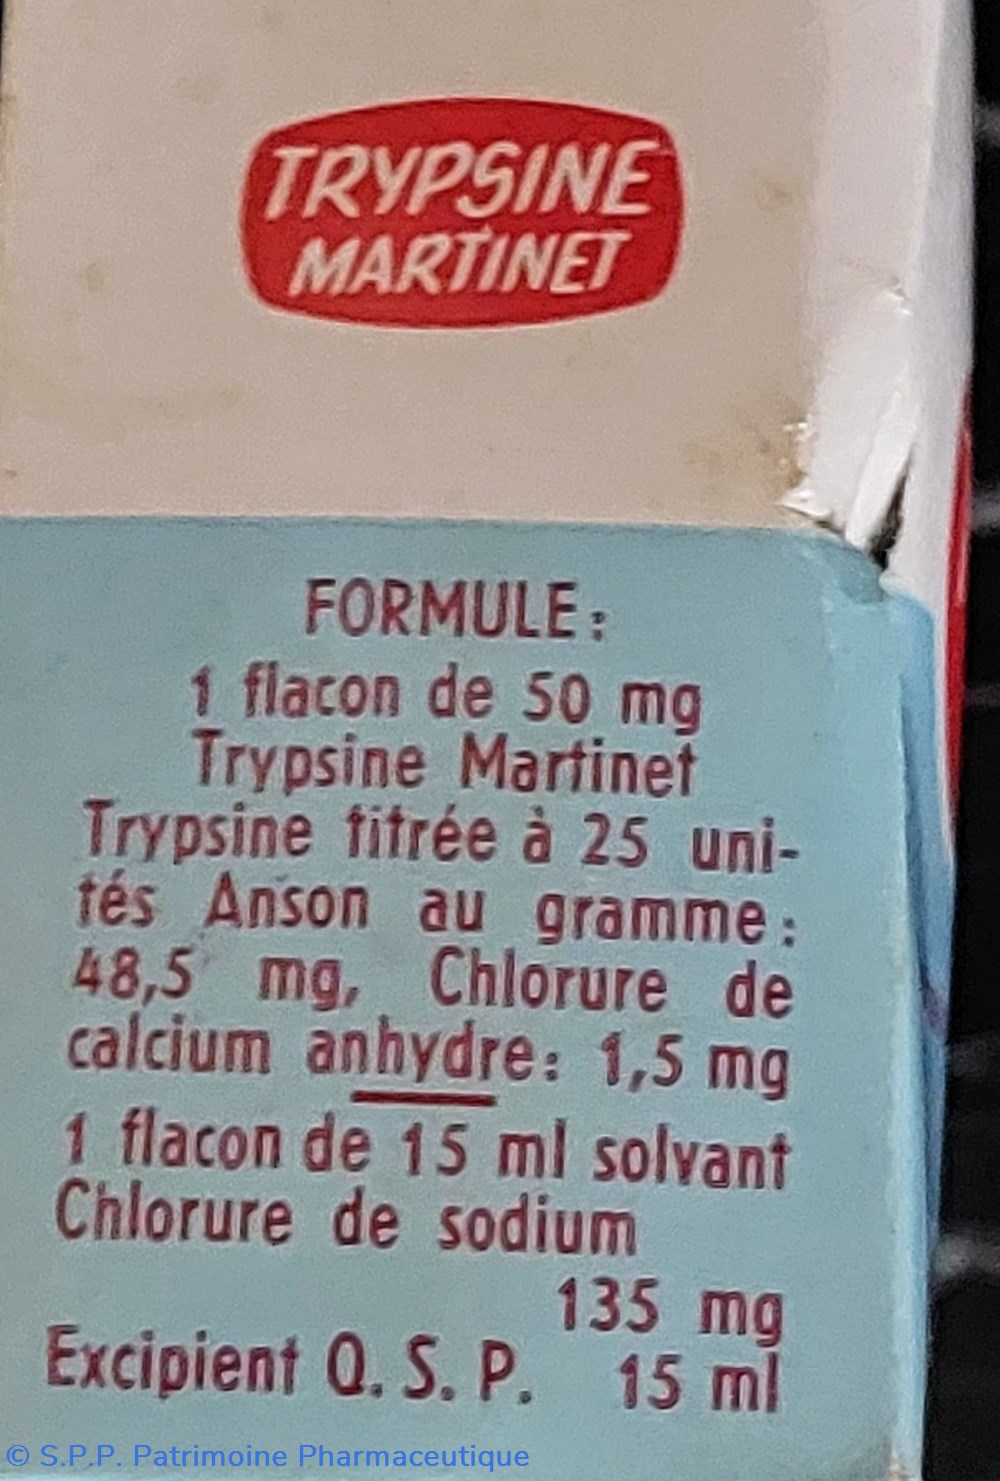 TRYPSINE
MARTINET
FORMULE :
1 flacon de 50 mg
Trypsine Martinet
Trypsine titrée à 25 uni-
tés Anson au gramme :
48,5 mg, Chlorure de
calcium anhydre : 1,5 mg
1 flacon de 15 ml solvant
Chlorure de sodium
135 mg
Excipient Q. S. P. 15 ml
© S.P.P. Patrimoine Pharmaceutique